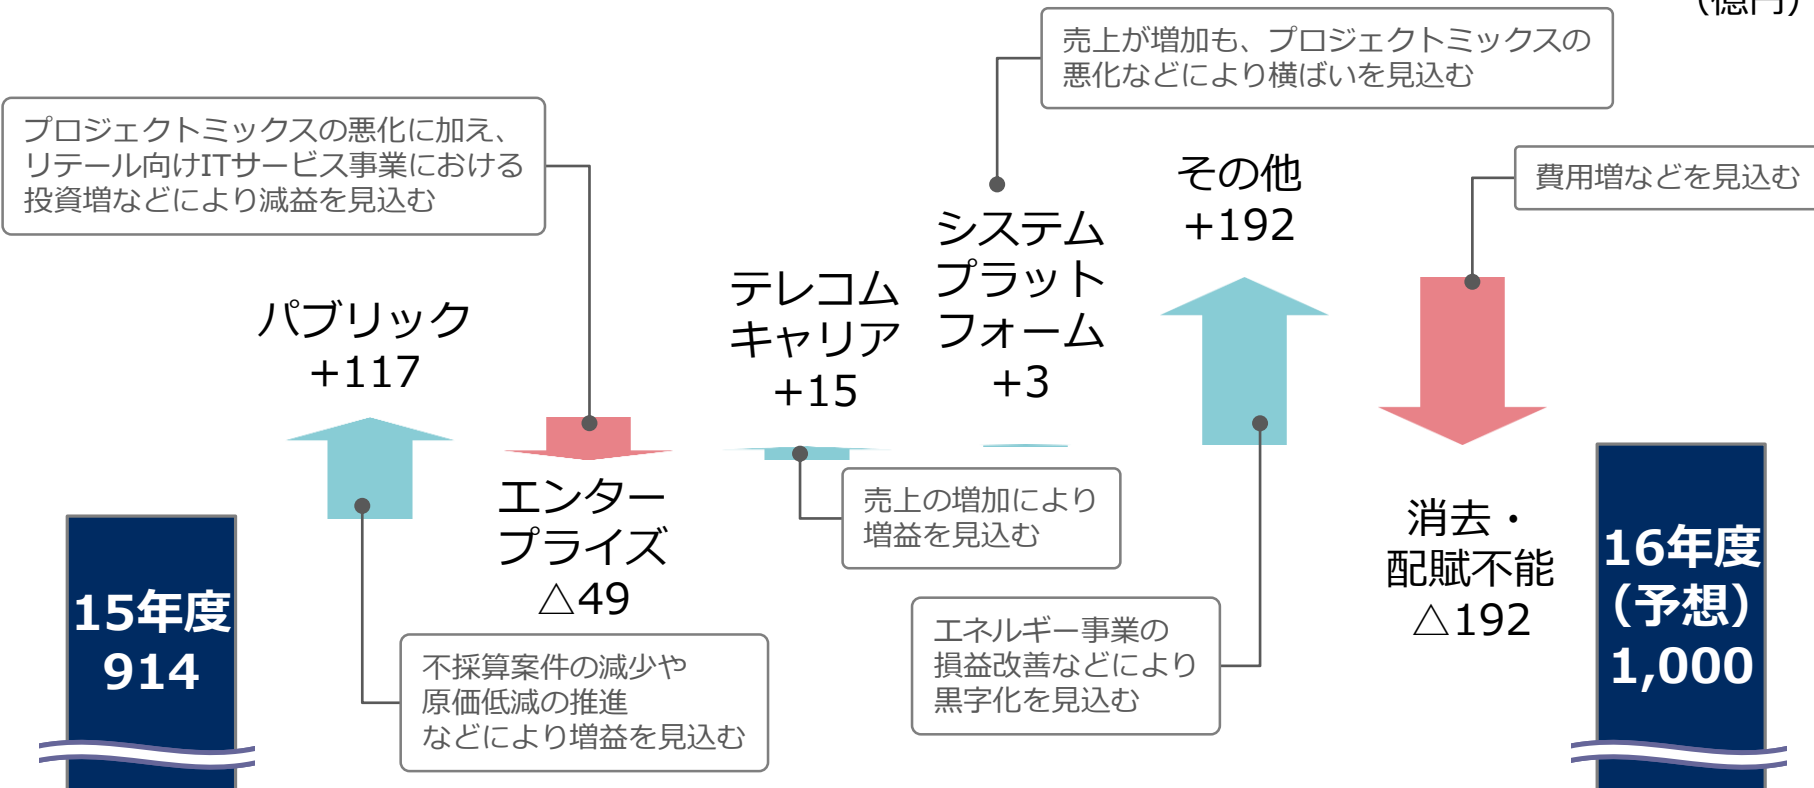 （億円）
売上が増加も、プロジェクトミックスの
悪化などにより横ばいを見込む
プロジェクトミックスの悪化に加え、
リテール向けITサービス事業における
投資増などにより減益を見込む
費用増などを見込む
パブリック
+117
エンター
プライズ
△49
テレコム
キャリア
+15
システム
プラット
フォーム
+3
その他
+192
消去・
配賦不能
△192
売上の増加により
増益を見込む
不採算案件の減少や
原価低減の推進
などにより増益を見込む
エネルギー事業の
損益改善などにより
黒字化を見込む
15年度
914
16年度
（予想）
1,000